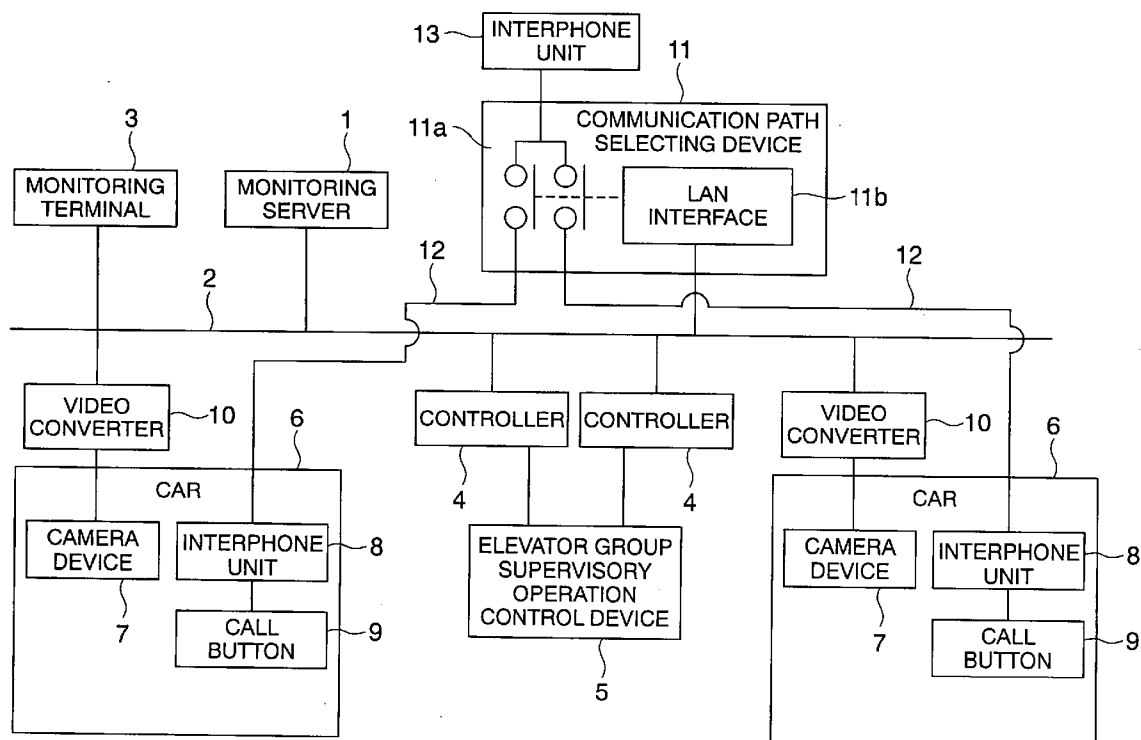 13
INTERPHONE
UNIT
11
11a
COMMUNICATION PATH
SELECTING DEVICE
LAN
INTERFACE
11b
3
MONITORING
TERMINAL
1
MONITORING
SERVER
12
12
2
VIDEO
CONVERTER
10
CONTROLLER
4
CONTROLLER
4
VIDEO
CONVERTER
10
6
CAR
CAMERA
DEVICE
7
INTERPHONE
UNIT
8
CALL
BUTTON
9
ELEVATOR GROUP
SUPERVISORY
OPERATION
CONTROL DEVICE
5
6
CAR
CAMERA
DEVICE
7
INTERPHONE
UNIT
8
CALL
BUTTON
9